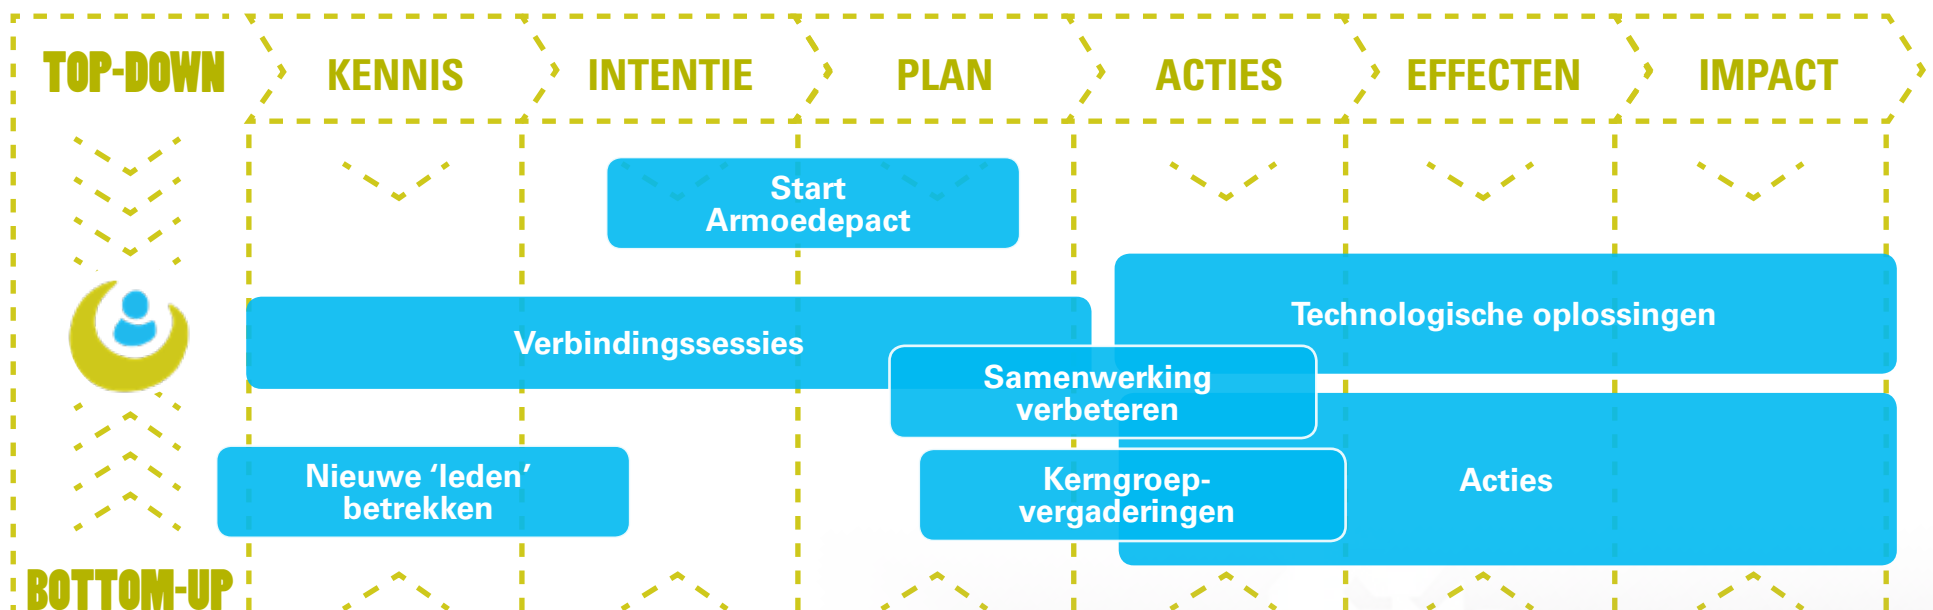 TOP-DOWN
KENNIS
INTENTIE
PLAN
ACTIES
EFFECTEN
IMPACT
Start
Armoedepact
Technologische oplossingen
Verbindingssessies
Samenwerking
verbeteren
Nieuwe ‘leden’
betrekken
Kerngroep-
vergaderingen
Acties
BOTTOM-UP